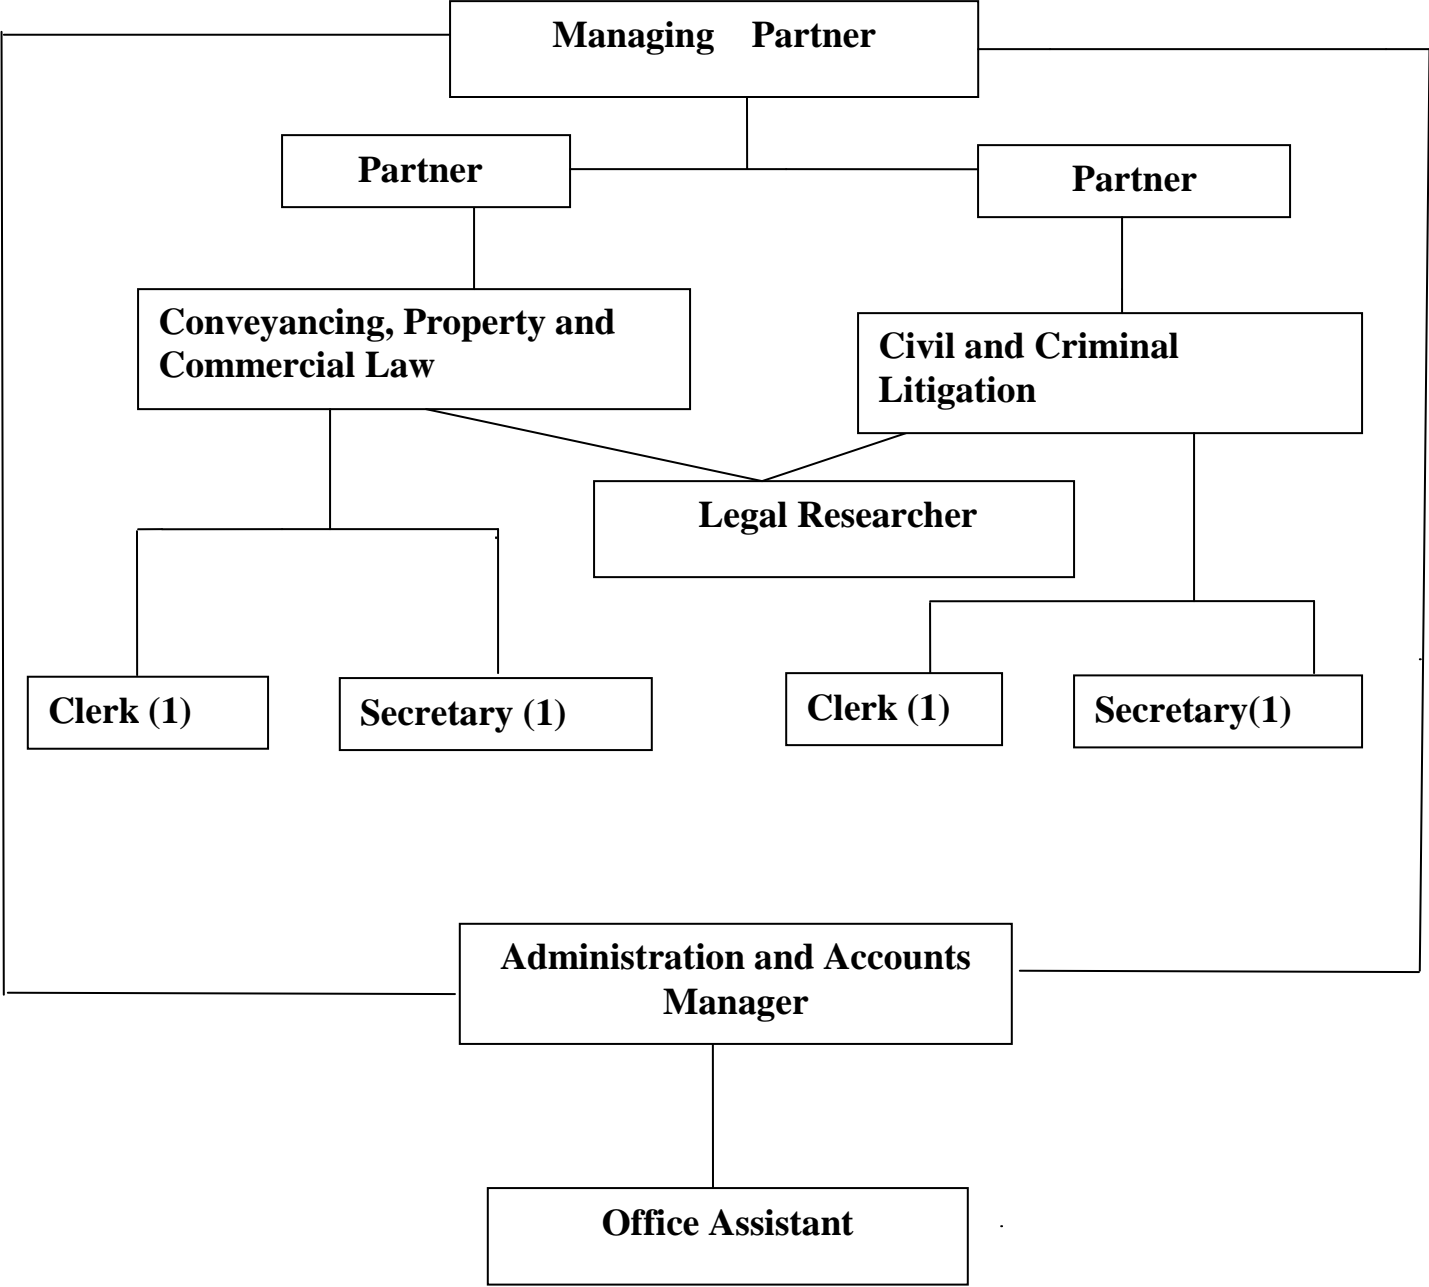 Managing Partner
Partner
Partner
Conveyancing, Property and
Commercial Law
Civil and Criminal
Litigation
Legal Researcher
Clerk (1)
Secretary (1)
Clerk (1)
Secretary(1)
Administration and Accounts
Manager
Office Assistant